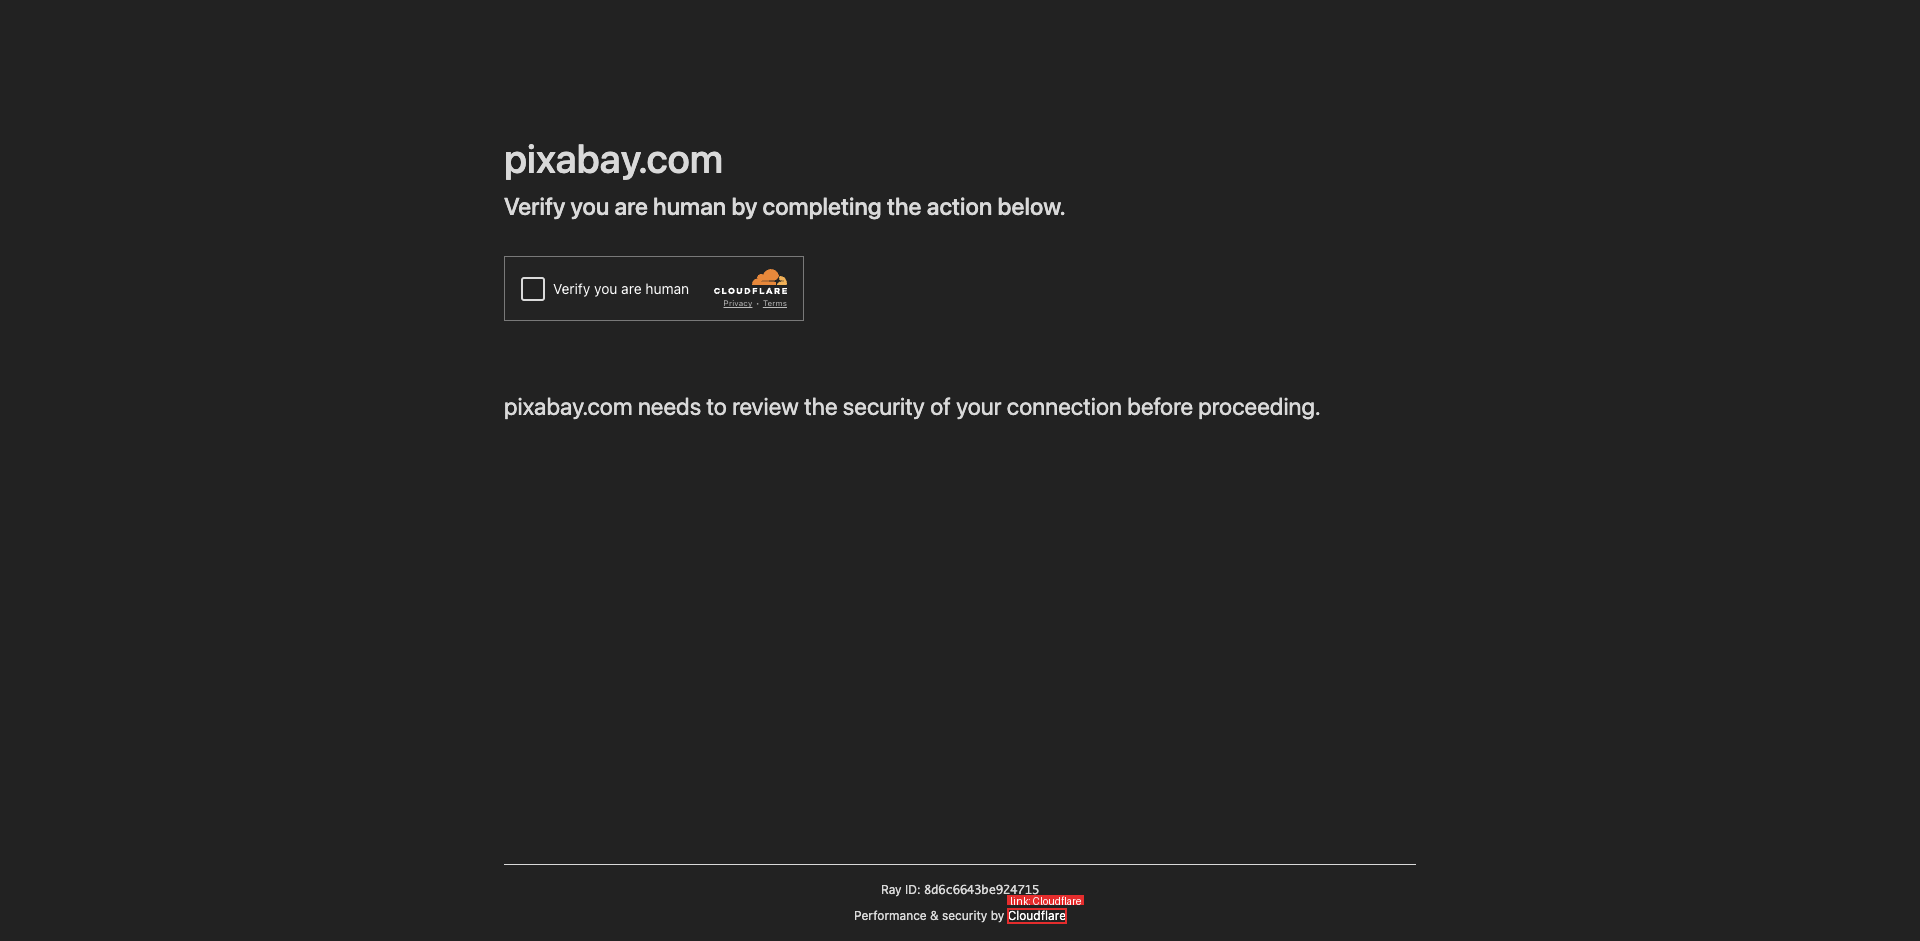 pixabay.com
Verify you are human by completing the action below.
Verify you are human
CLOUDFLARE
Privacy • Terms
pixabay.com needs to review the security of your connection before proceeding.
Ray ID: 8d6c6643be924715
link: Cloudflare
Performance & security by Cloudflare